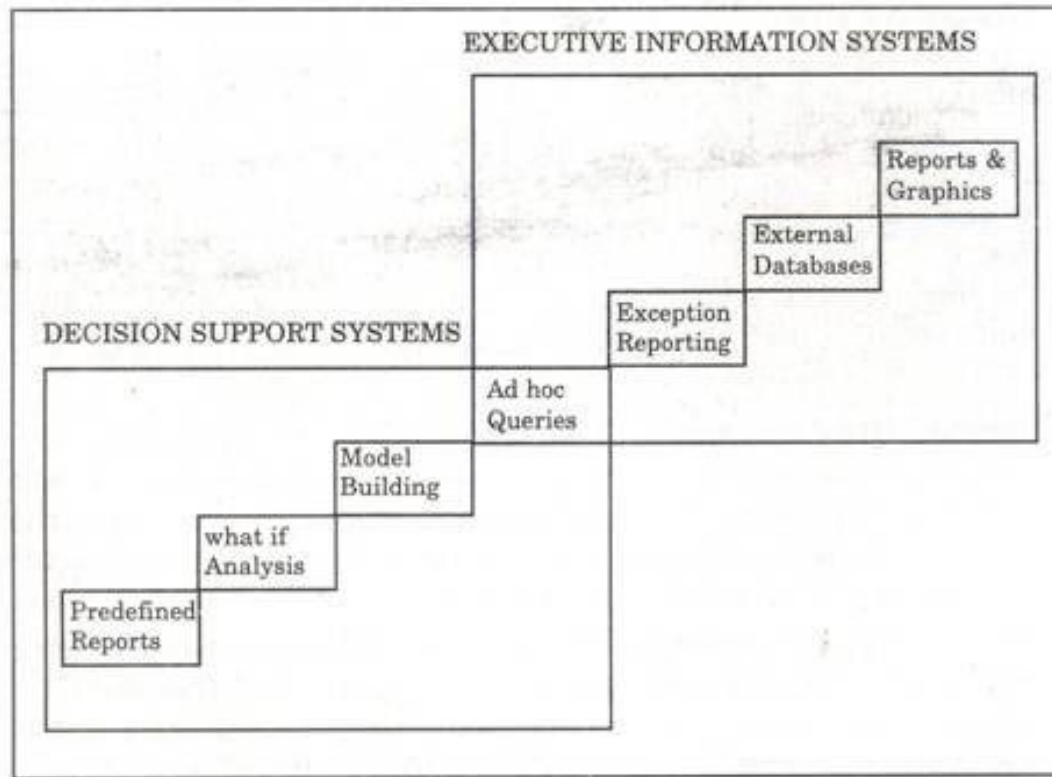 EXECUTIVE INFORMATION SYSTEMS
Reports &
Graphics
External
Databases
Exception
Reporting
DECISION SUPPORT SYSTEMS
Ad hoc
Queries
Model
Building
what if
Analysis
Predefined
Reports